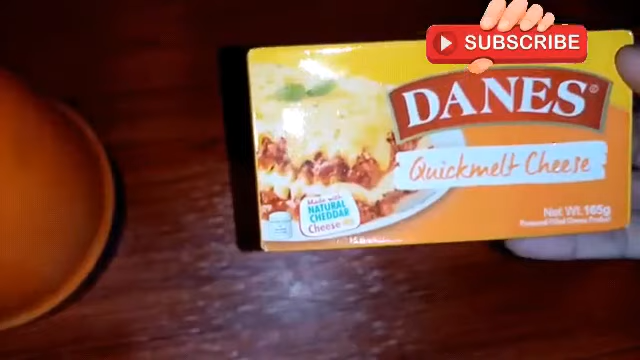 SUBSCRIBE
DANES®
Quickmelt Cheese
Made with
NATURAL
CHEDDAR
Cheese
Net. Wt. 165g
Processed Filled Cheese Product